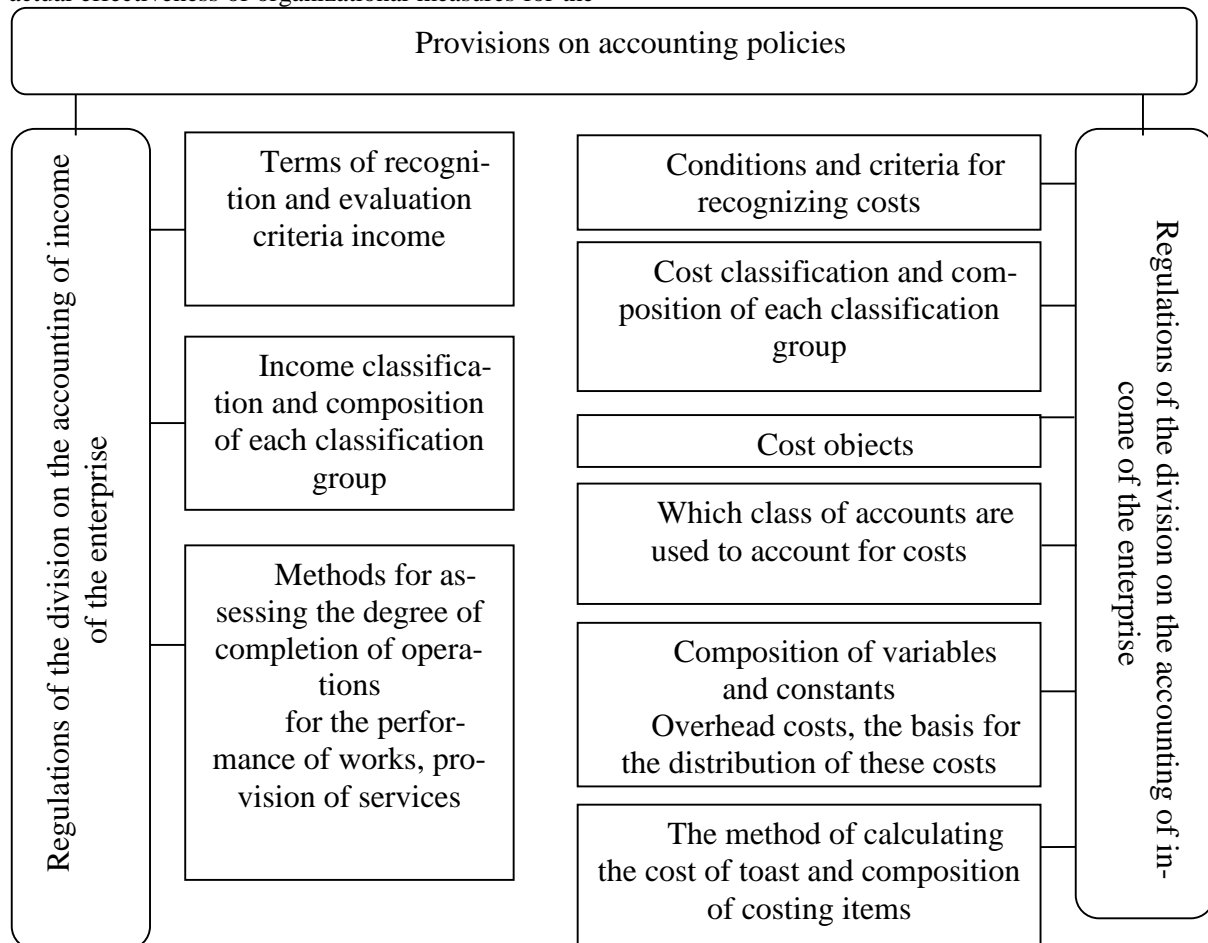 actual effectiveness of organizational measures for the
Provisions on accounting policies
Regulations of the division on the accounting of income
of the enterprise
Terms of recogni-
tion and evaluation
criteria income
Income classifica-
tion and composition
of each classification
group
Methods for as-
sessing the degree of
completion of opera-
tions
for the perfor-
mance of works, pro-
vision of services
Conditions and criteria for
recognizing costs
Cost classification and com-
position of each classification
group
Cost objects
Which class of accounts are
used to account for costs
Composition of variables
and constants
Overhead costs, the basis for
the distribution of these costs
The method of calculating
the cost of toast and composition
of costing items
Regulations of the division on the accounting of in-
come of the enterprise